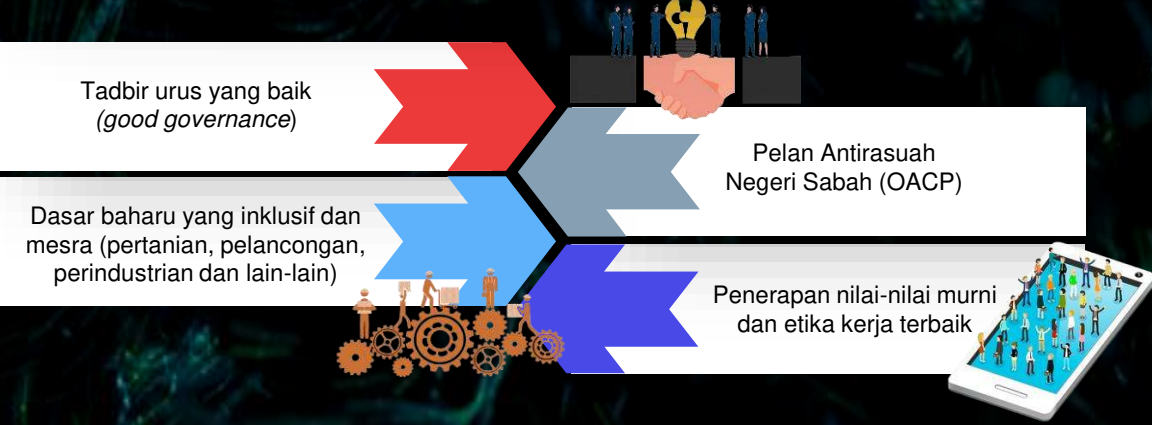 Tadbir urus yang baik
(good governance)
Pelan Antirasuah
Negeri Sabah (OACP)
Dasar baharu yang inklusif dan
mesra (pertanian, pelancongan,
perindustrian dan lain-lain)
Penerapan nilai-nilai murni
dan etika kerja terbaik